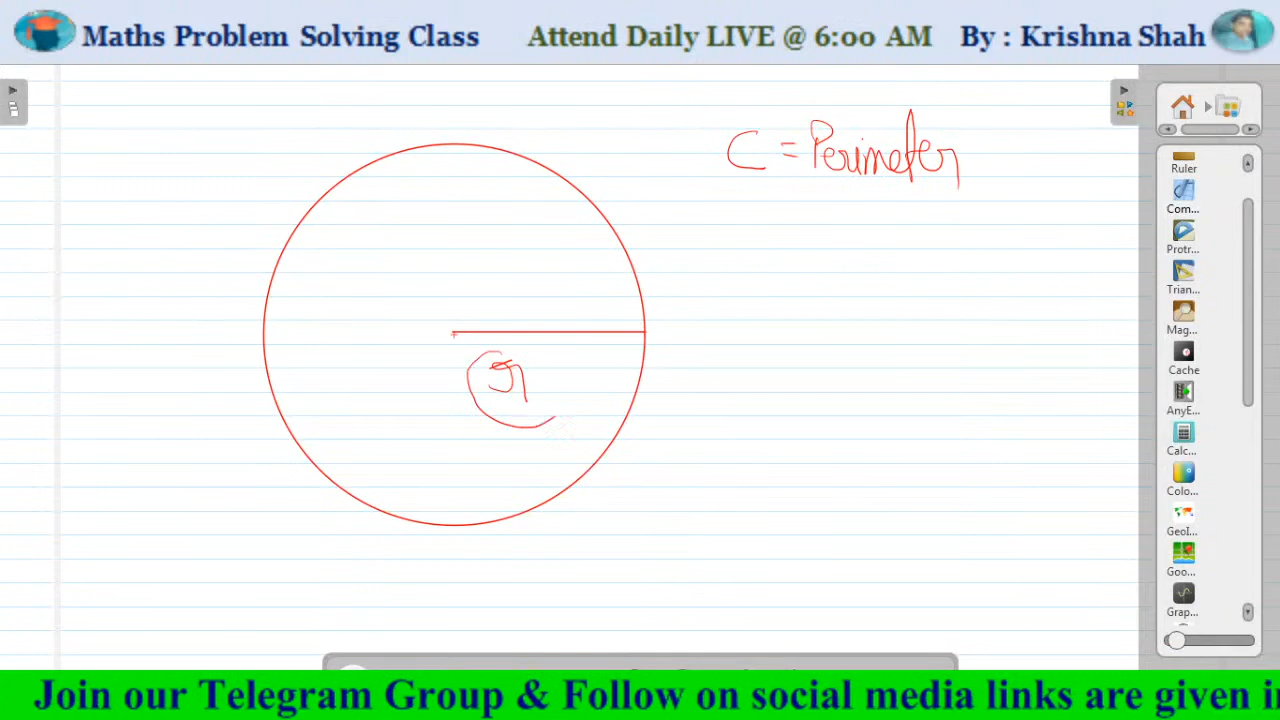 Maths Problem Solving Class Attend Daily LIVE @ 6:00 AM By : Krishna Shah
C = Perimeter
r
Ruler
Com...
Protr...
Trian...
Mag...
Cache
AnyE...
Calc...
Colo...
GeoI...
Goo...
Grap...
Join our Telegram Group & Follow on social media links are given i